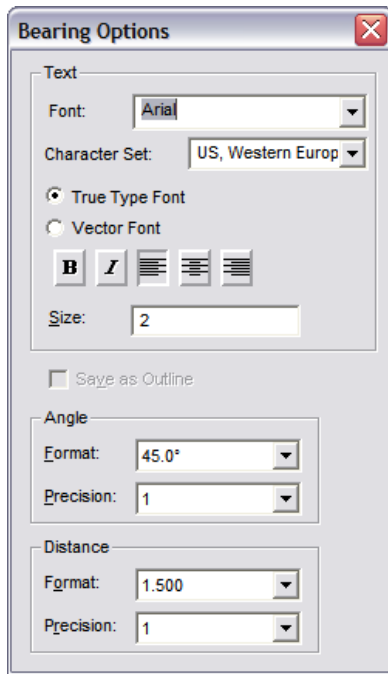 Bearing Options
Text
Font: Arial
Character Set: US, Western Europ
True Type Font
Vector Font
B I
Size: 2
Save as Outline
Angle
Format: 45.0°
Precision: 1
Distance
Format: 1.500
Precision: 1